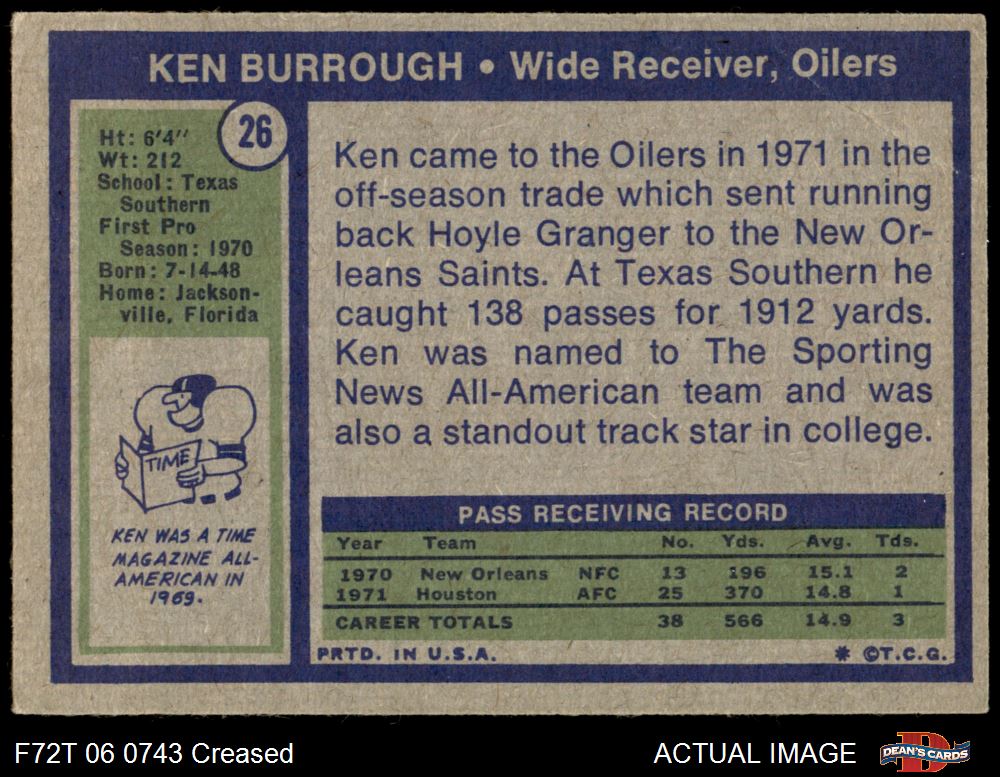 KEN BURROUGH • Wide Receiver, Oilers
26
Ht: 6'4"
Wt: 212
School: Texas
Southern
First Pro
Season: 1970
Born: 7-14-48
Home: Jackson-
ville, Florida
TIME
KEN WAS A TIME
MAGAZINE ALL-
AMERICAN IN
1969.
Ken came to the Oilers in 1971 in the
off-season trade which sent running
back Hoyle Granger to the New Or-
leans Saints. At Texas Southern he
caught 138 passes for 1912 yards.
Ken was named to The Sporting
News All-American team and was
also a standout track star in college.
PASS RECEIVING RECORD
Year Team No. Yds. Avg. Tds.
1970 New Orleans NFC 13 196 15.1 2
1971 Houston AFC 25 370 14.8 1
CAREER TOTALS 38 566 14.9 3
PRTD. IN U.S.A. * ©T.C.G.
F72T 06 0743 Creased ACTUAL IMAGE
D
DEAN'S CARDS